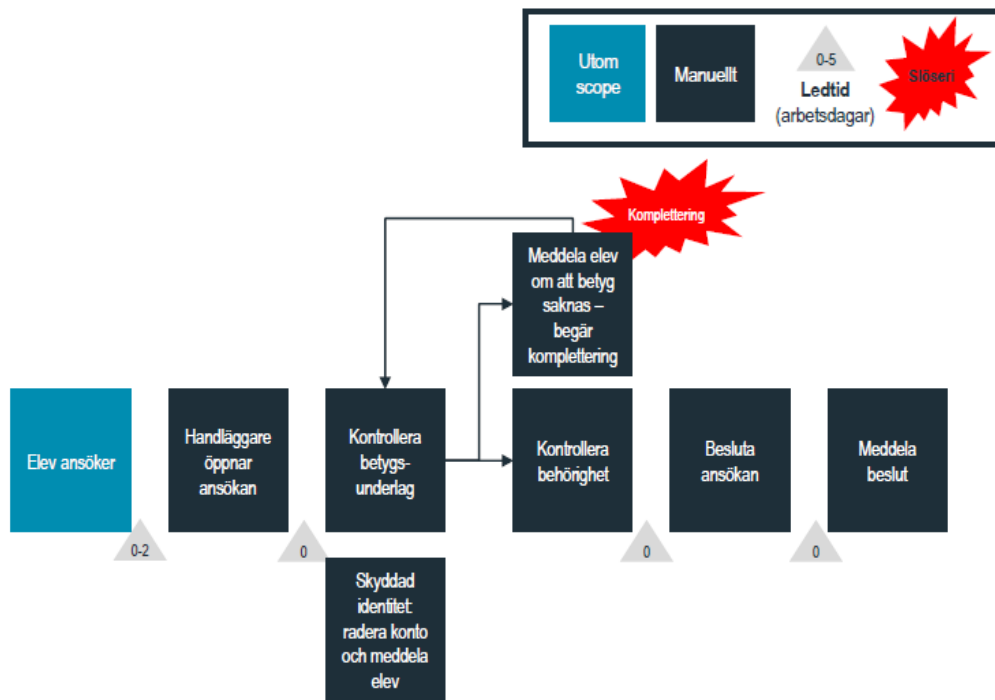 Utom
scope
Manuellt
0-5
Ledtid
(arbetsdagar)
Slöseri
Komplettering
Meddela elev
om att betyg
saknas –
begär
komplettering
Elev ansöker
Handläggare
öppnar
ansökan
Kontrollera
betygs-
underlag
Kontrollera
behörighet
Besluta
ansökan
Meddela
beslut
0-2
0
0
0
Skyddad
identitet:
radera konto
och meddela
elev